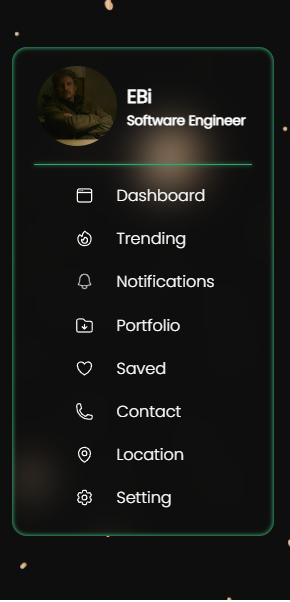 EBi
Software Engineer
Dashboard
Trending
Notifications
Portfolio
Saved
Contact
Location
Setting